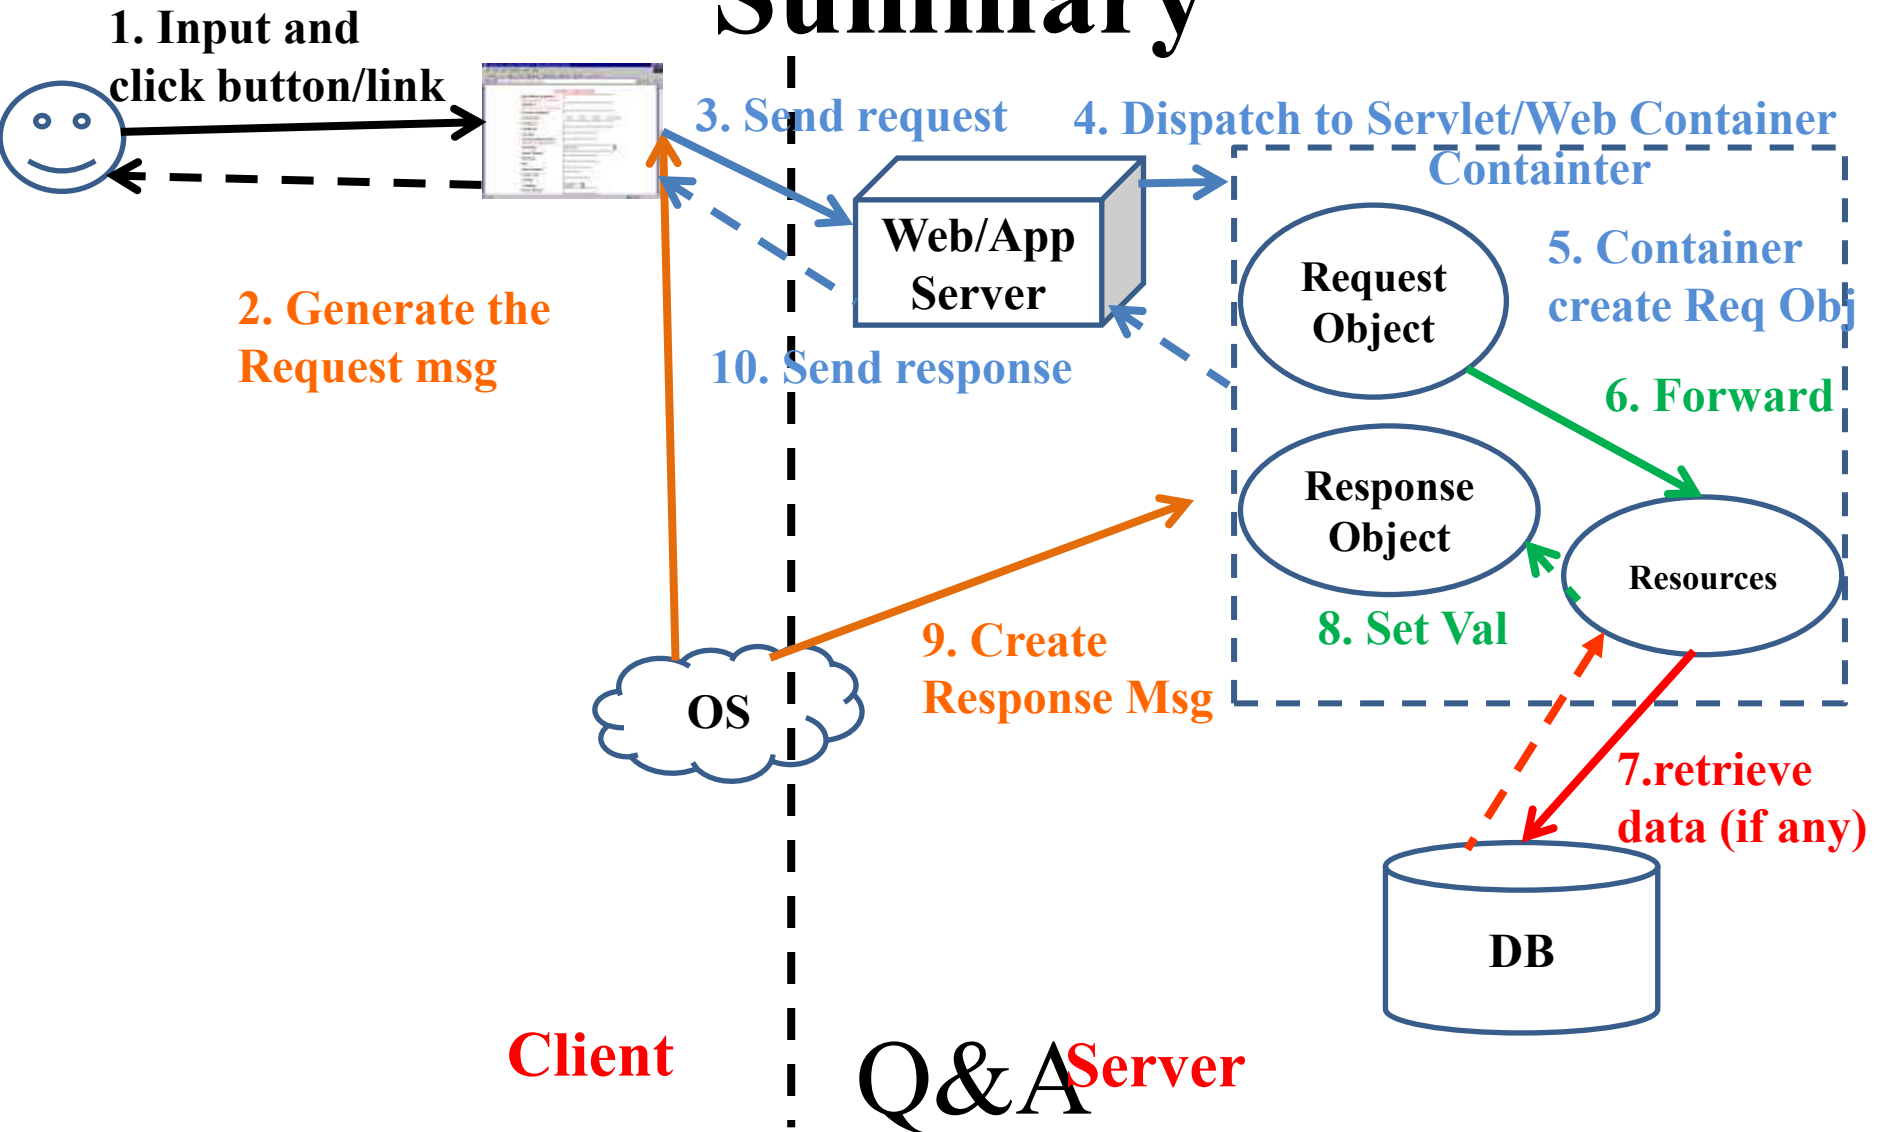 Summary
1. Input and
click button/link
3. Send request
4. Dispatch to Servlet/Web Container
Containter
Web/App
Server
Request
Object
5. Container
create Req Obj
2. Generate the
Request msg
10. Send response
6. Forward
Response
Object
Resources
8. Set Val
9. Create
Response Msg
OS
7.retrieve
data (if any)
DB
Client
Q&A
Server